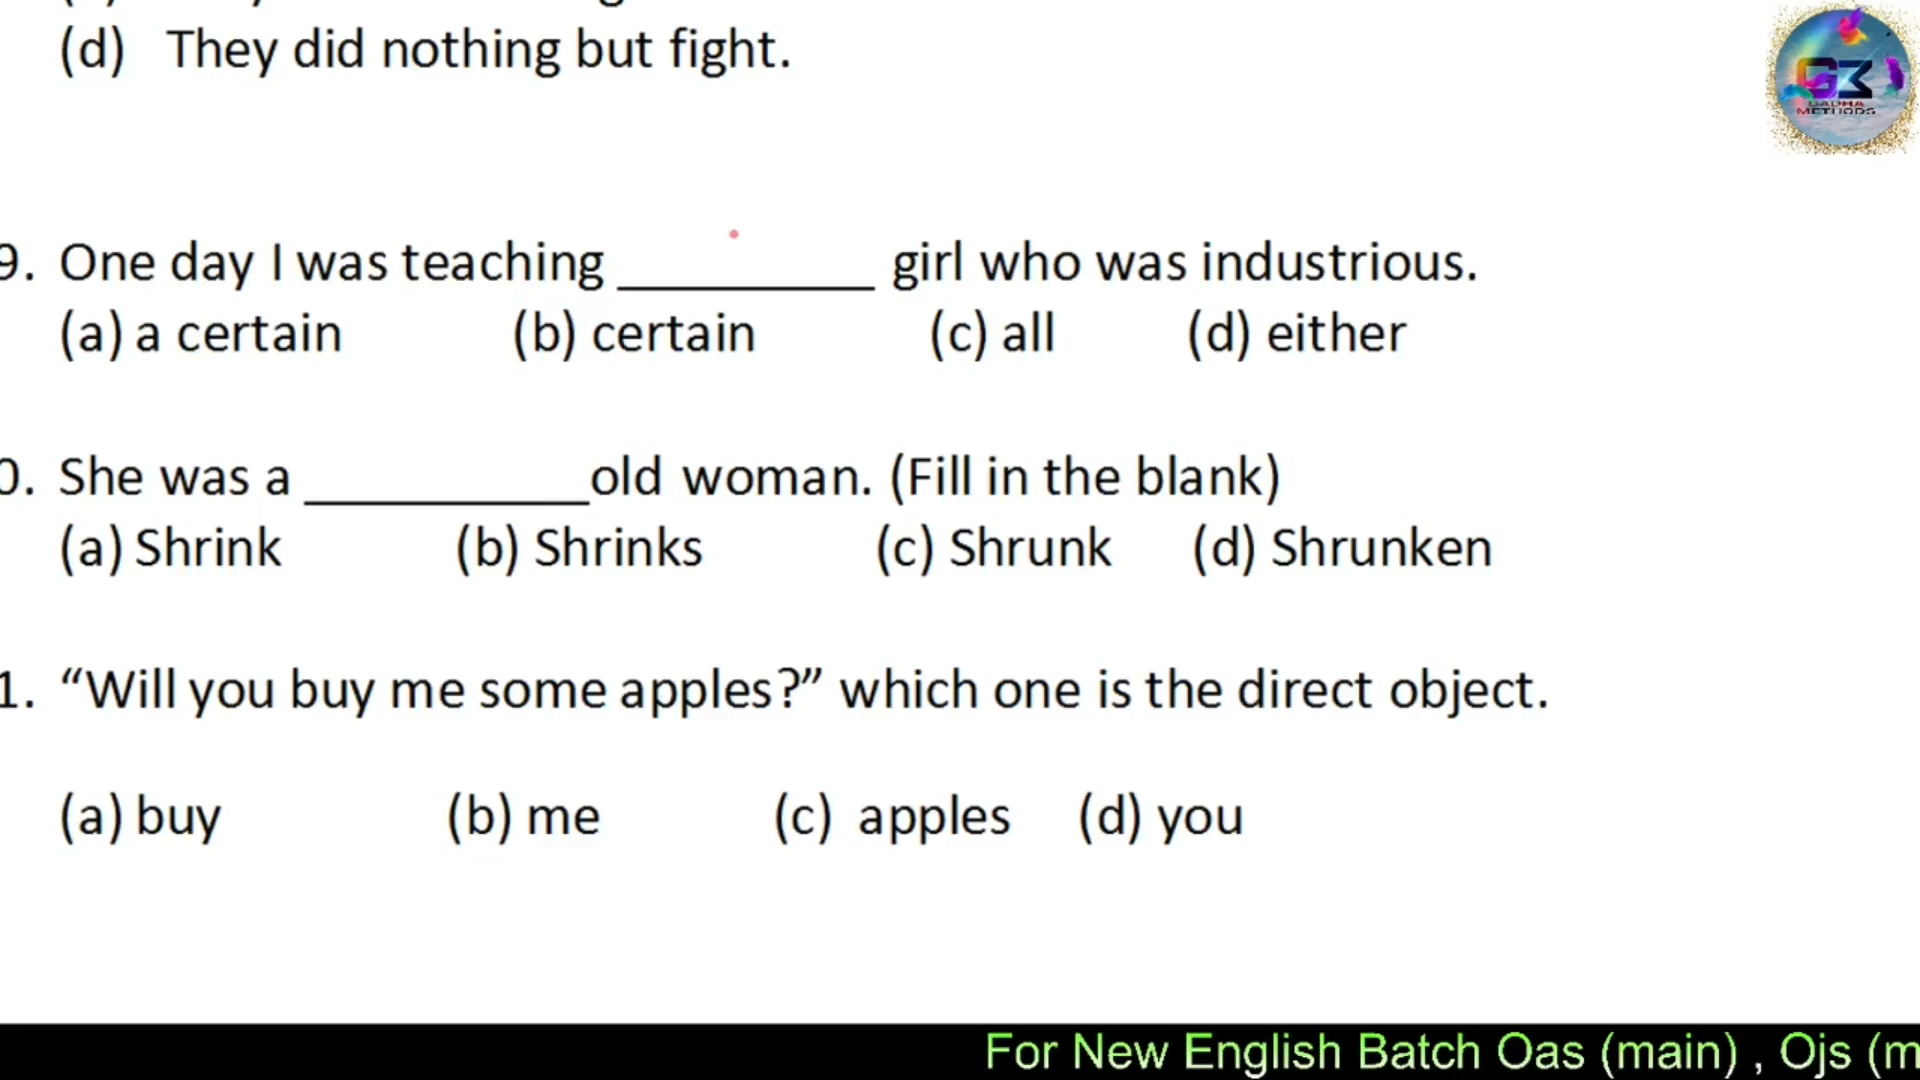 (d) They did nothing but fight.
GADHA
METHODS
9. One day I was teaching __________ girl who was industrious.
(a) a certain (b) certain (c) all (d) either
0. She was a ___________old woman. (Fill in the blank)
(a) Shrink (b) Shrinks (c) Shrunk (d) Shrunken
1. “Will you buy me some apples?” which one is the direct object.
(a) buy (b) me (c) apples (d) you
For New English Batch Oas (main) , Ojs (m